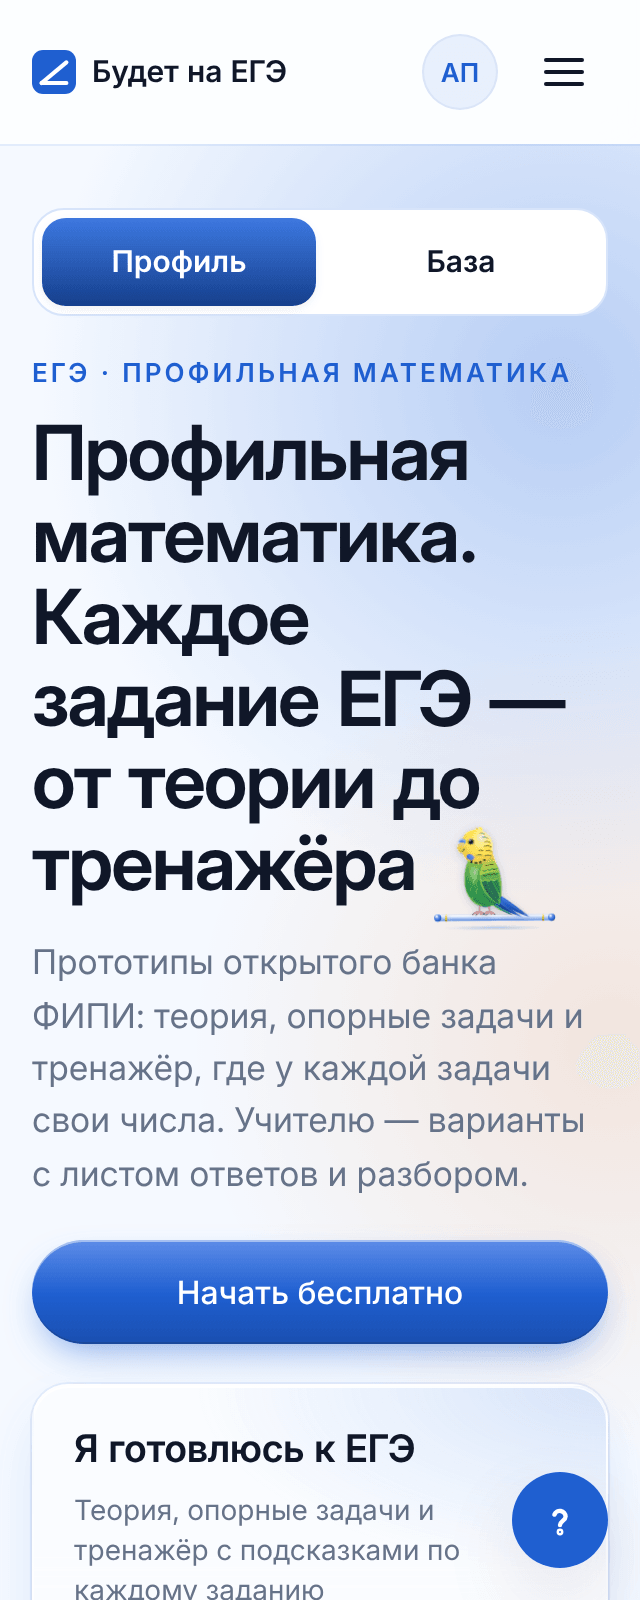 Будет на ЕГЭ
АП
Профиль
База
ЕГЭ · ПРОФИЛЬНАЯ МАТЕМАТИКА
Профильная
математика.
Каждое
задание ЕГЭ —
от теории до
тренажёра
Прототипы открытого банка
ФИПИ: теория, опорные задачи и
тренажёр, где у каждой задачи
свои числа. Учителю — варианты
с листом ответов и разбором.
Начать бесплатно
Я готовлюсь к ЕГЭ
Теория, опорные задачи и
тренажёр с подсказками по
?
каждому заданию